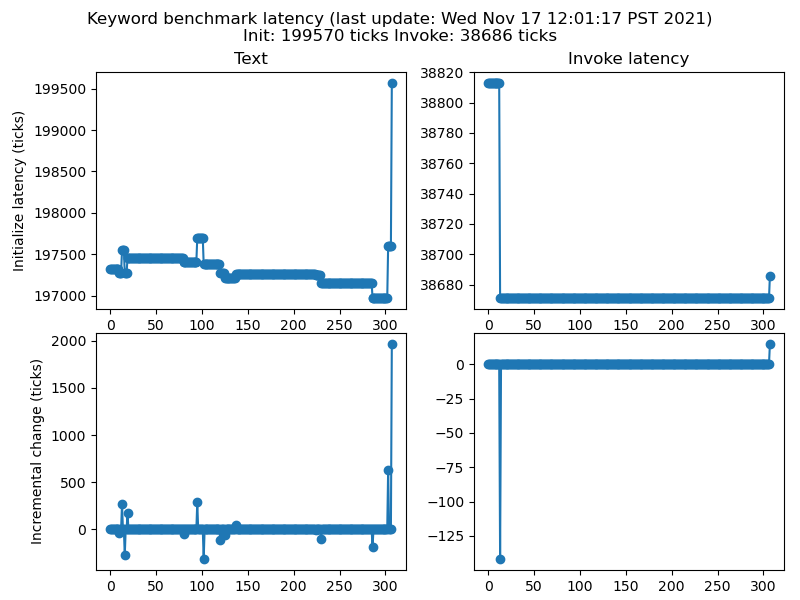 Keyword benchmark latency (last update: Wed Nov 17 12:01:17 PST 2021)
Init: 199570 ticks Invoke: 38686 ticks
Text
Invoke latency
Initialize latency (ticks)
199500
199000
198500
198000
197500
197000
0 50 100 150 200 250 300
38820
38800
38780
38760
38740
38720
38700
38680
0 50 100 150 200 250 300
Incremental change (ticks)
2000
1500
1000
500
0
0 50 100 150 200 250 300
0
−25
−50
−75
−100
−125
0 50 100 150 200 250 300